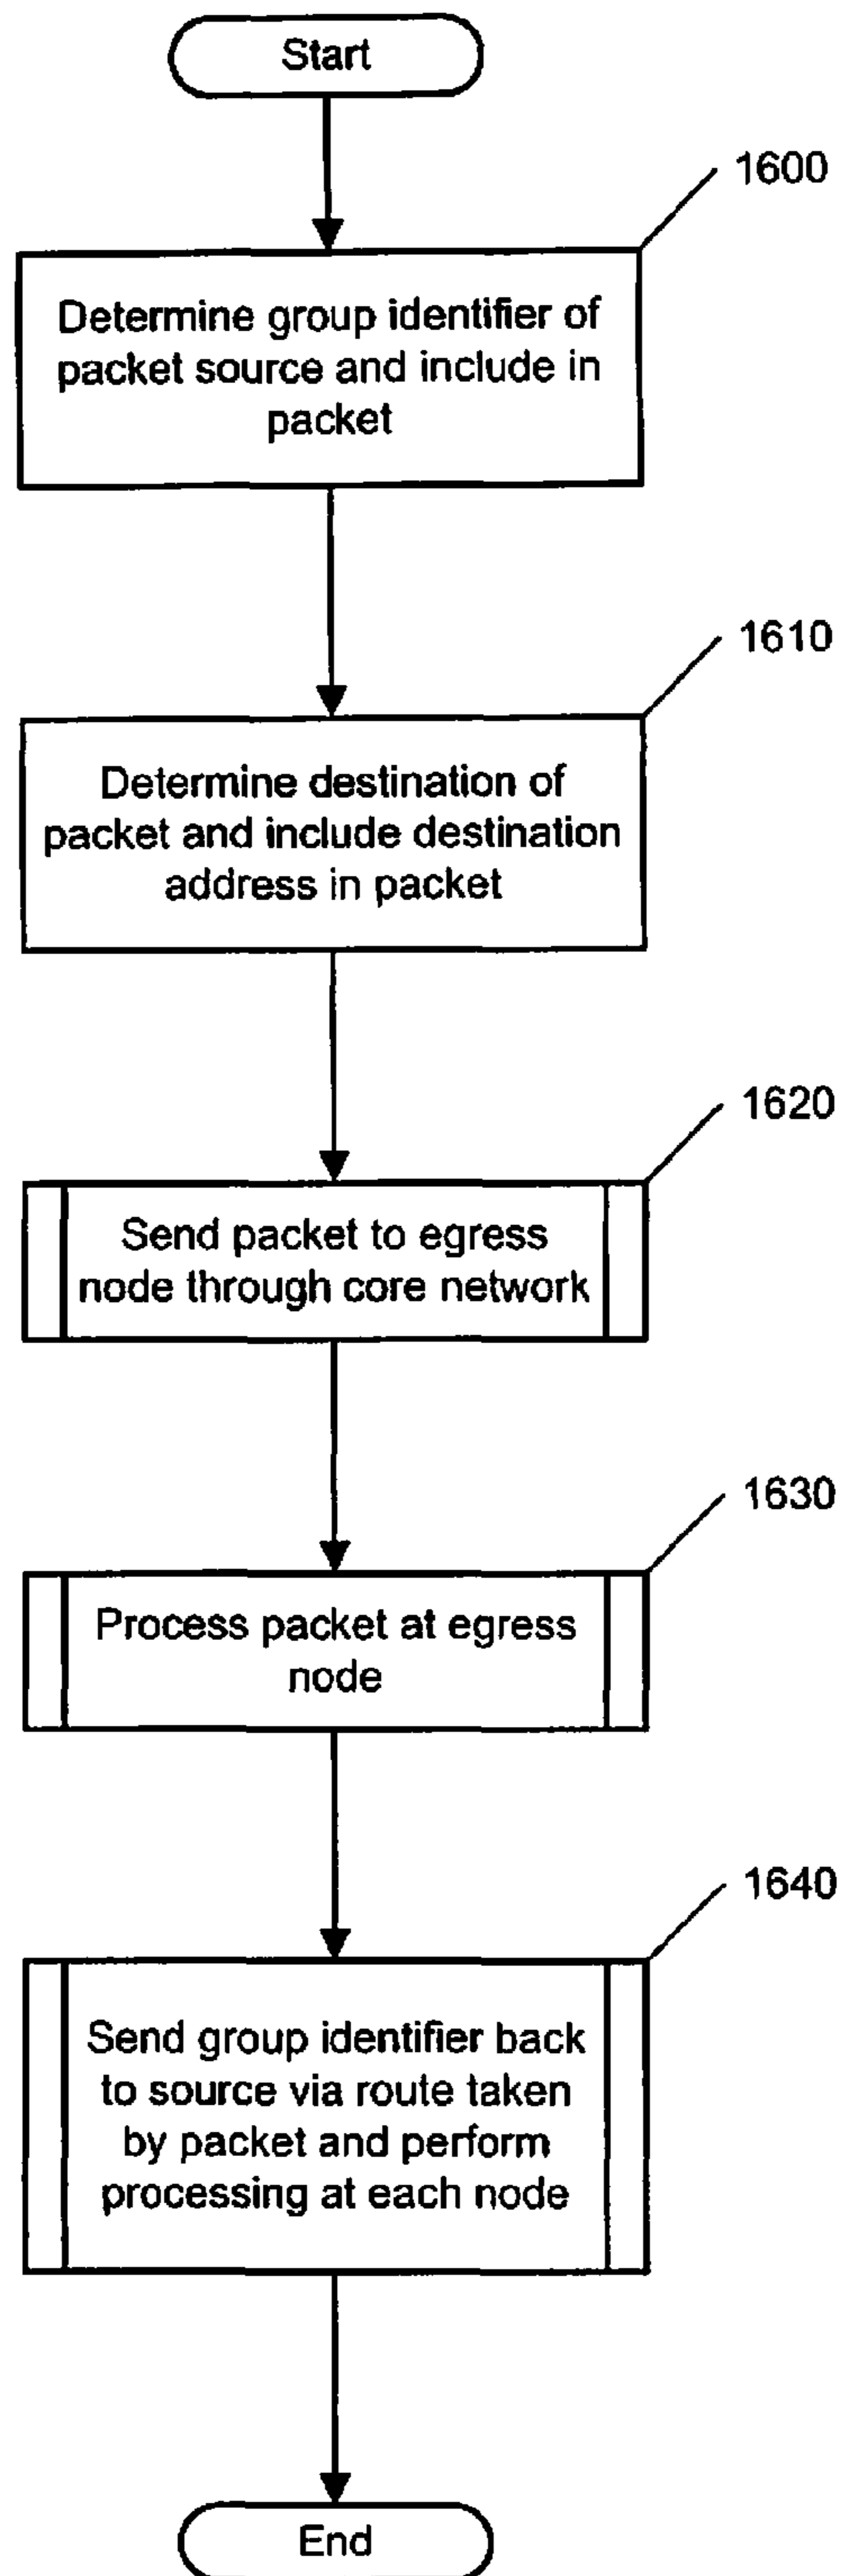 Start
1600
Determine group identifier of
packet source and include in
packet
1610
Determine destination of
packet and include destination
address in packet
1620
Send packet to egress
node through core network
1630
Process packet at egress
node
1640
Send group identifier back
to source via route taken
by packet and perform
processing at each node
End